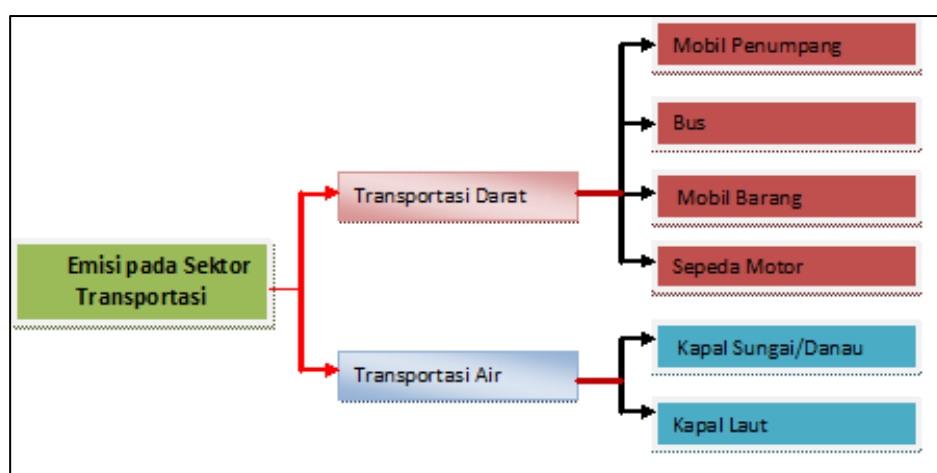 Emisi pada Sektor
Transportasi
Transportasi Darat
Mobil Penumpang
Bus
Mobil Barang
Sepeda Motor
Transportasi Air
Kapal Sungai/Danau
Kapal Laut